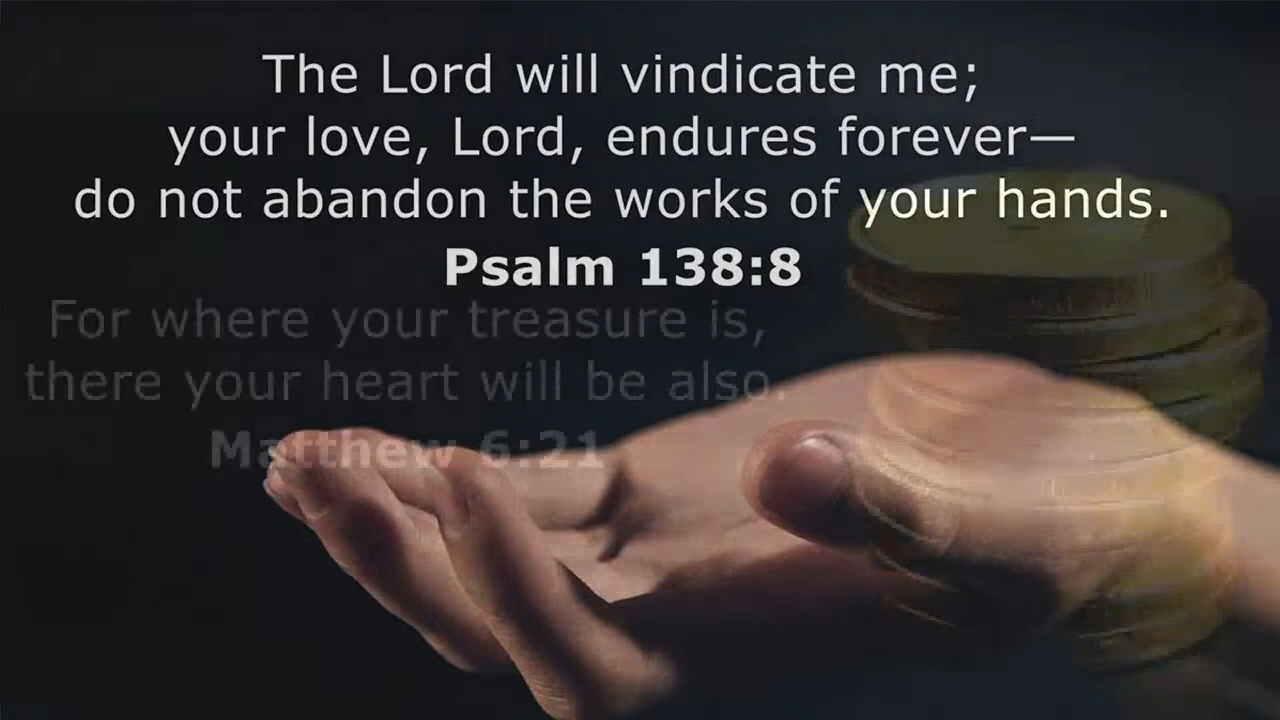 The Lord will vindicate me;
your love, Lord, endures forever—
do not abandon the works of your hands.
Psalm 138:8
For where your treasure is,
there your heart will be also.
Matthew 6:21